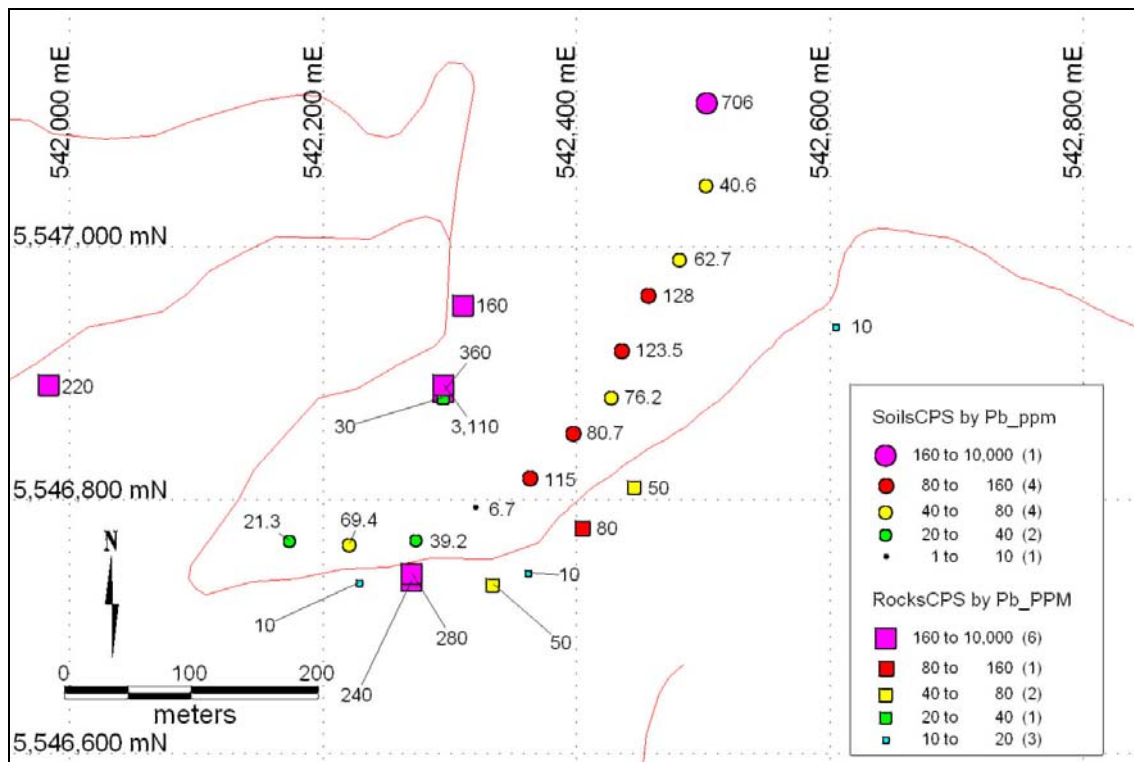 542,000 mE
542,200 mE
542,400 mE
542,600 mE
542,800 mE
706
40.6
5,547,000 mN
62.7
128
160
10
123.5
360
220
76.2
30
3,110
80.7
115
50
5,546,800 mN
6.7
80
21.3
69.4
39.2
N
10
10
280
50
240
0 100 200
meters
5,546,600 mN
SoilsCPS by Pb_ppm
160 to 10,000 (1)
80 to 160 (4)
40 to 80 (4)
20 to 40 (2)
1 to 10 (1)
RocksCPS by Pb_PPM
160 to 10,000 (6)
80 to 160 (1)
40 to 80 (2)
20 to 40 (1)
10 to 20 (3)